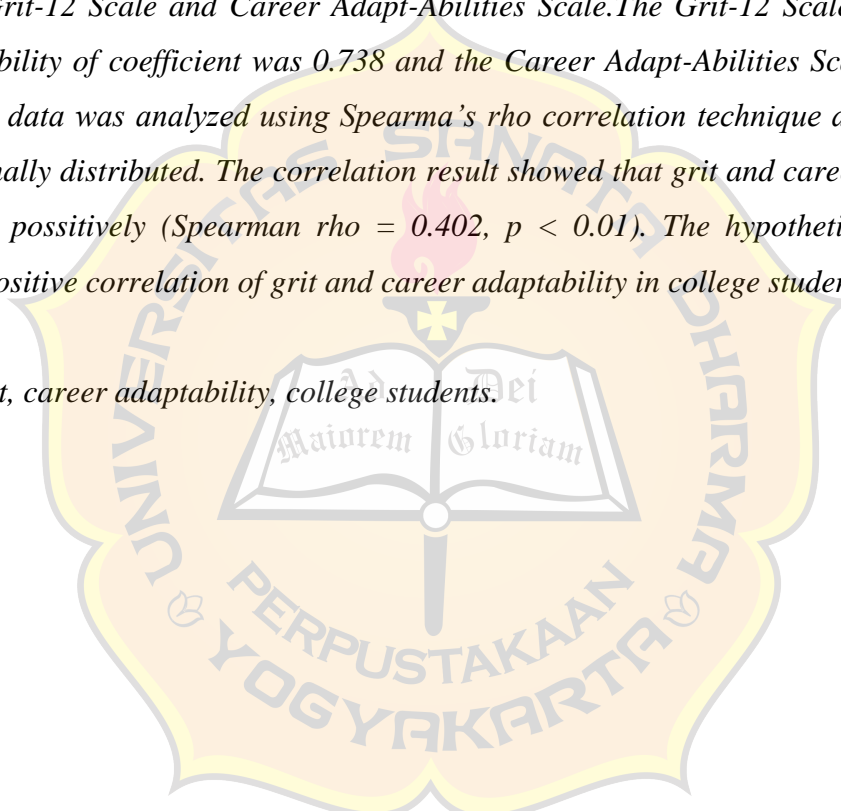 Grit-12 Scale and Career Adapt-Abilities Scale.The Grit-12 Scale
bility of coefficient was 0.738 and the Career Adapt-Abilities Sc
data was analyzed using Spearma's rho correlation technique
nally distributed. The correlation result showed that grit and care
possitively (Spearman rho = 0.402, p < 0.01). The hypotheti
ositive correlation of grit and career adaptability in college studen
t, career adaptability, college students.
UNIVERSITAS SANATA DHARMA
Ad Dei
Maiorem Gloriam
PERPUSTAKAAN
YOGYAKARTA